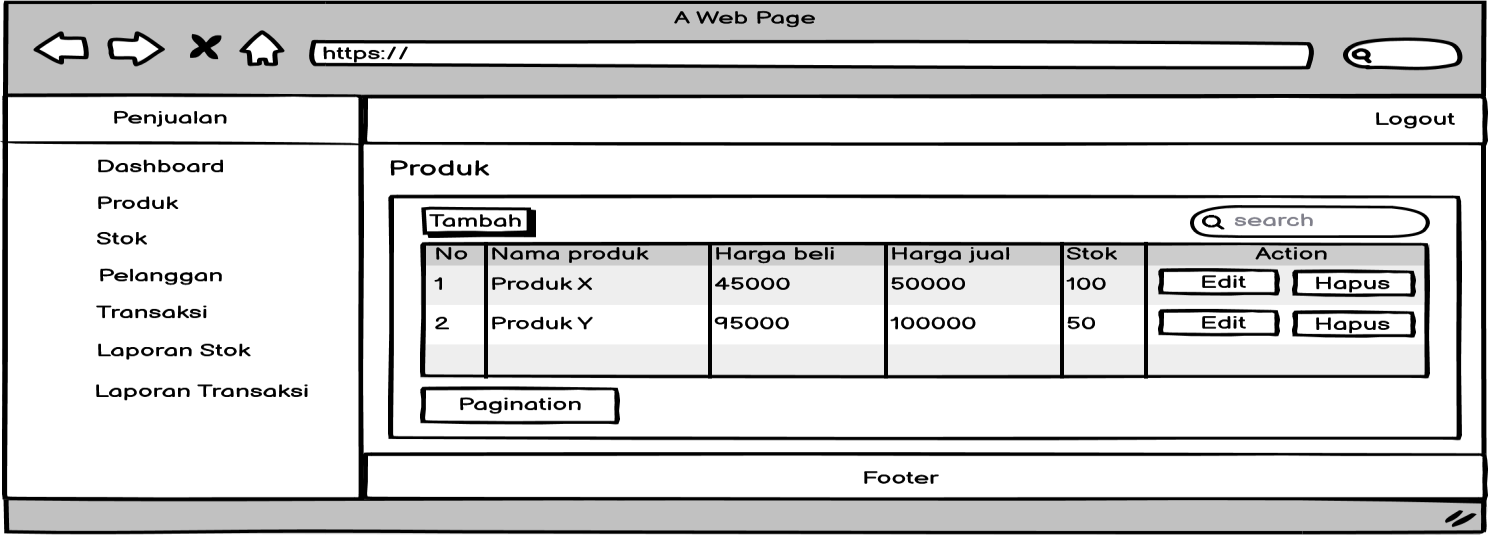 A Web Page
https://
Penjualan
Logout
Dashboard
Produk
Stok
Pelanggan
Transaksi
Laporan Stok
Laporan Transaksi
Produk
Tambah
search
No Nama produk Harga beli Harga jual Stok Action
1 Produk X 45000 50000 100 Edit Hapus
2 Produk Y 95000 100000 50 Edit Hapus
Pagination
Footer